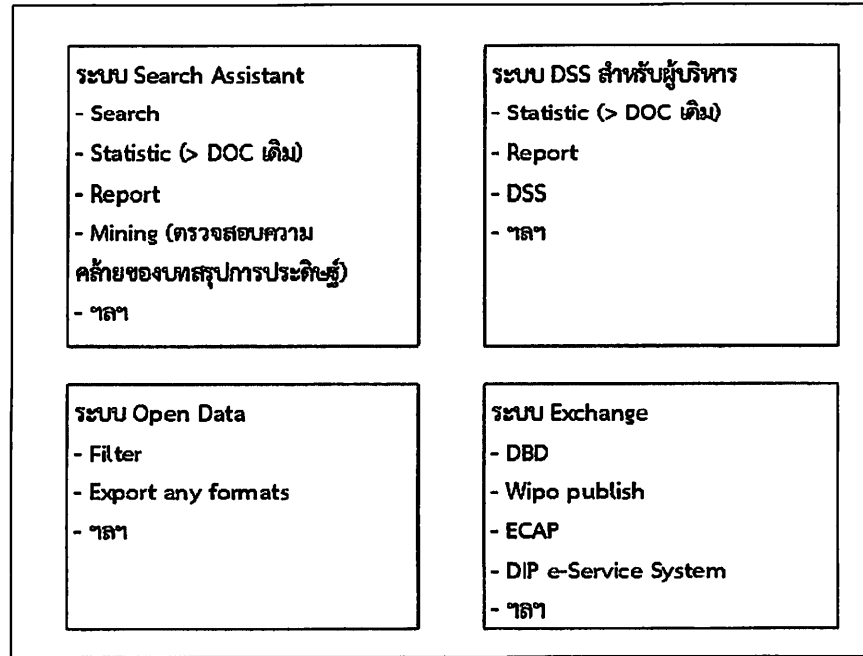 ระบบ Search Assistant
- Search
- Statistic (> DOC เดิม)
- Report
- Mining (ตรวจสอบความ
คล้ายของบทสรุปการประดิษฐ์)
- ฯลฯ
ระบบ DSS สำหรับผู้บริหาร
- Statistic (> DOC เดิม)
- Report
- DSS
- ฯลฯ
ระบบ Open Data
- Filter
- Export any formats
- ฯลฯ
ระบบ Exchange
- DBD
- Wipo publish
- ECAP
- DIP e-Service System
- ฯลฯ